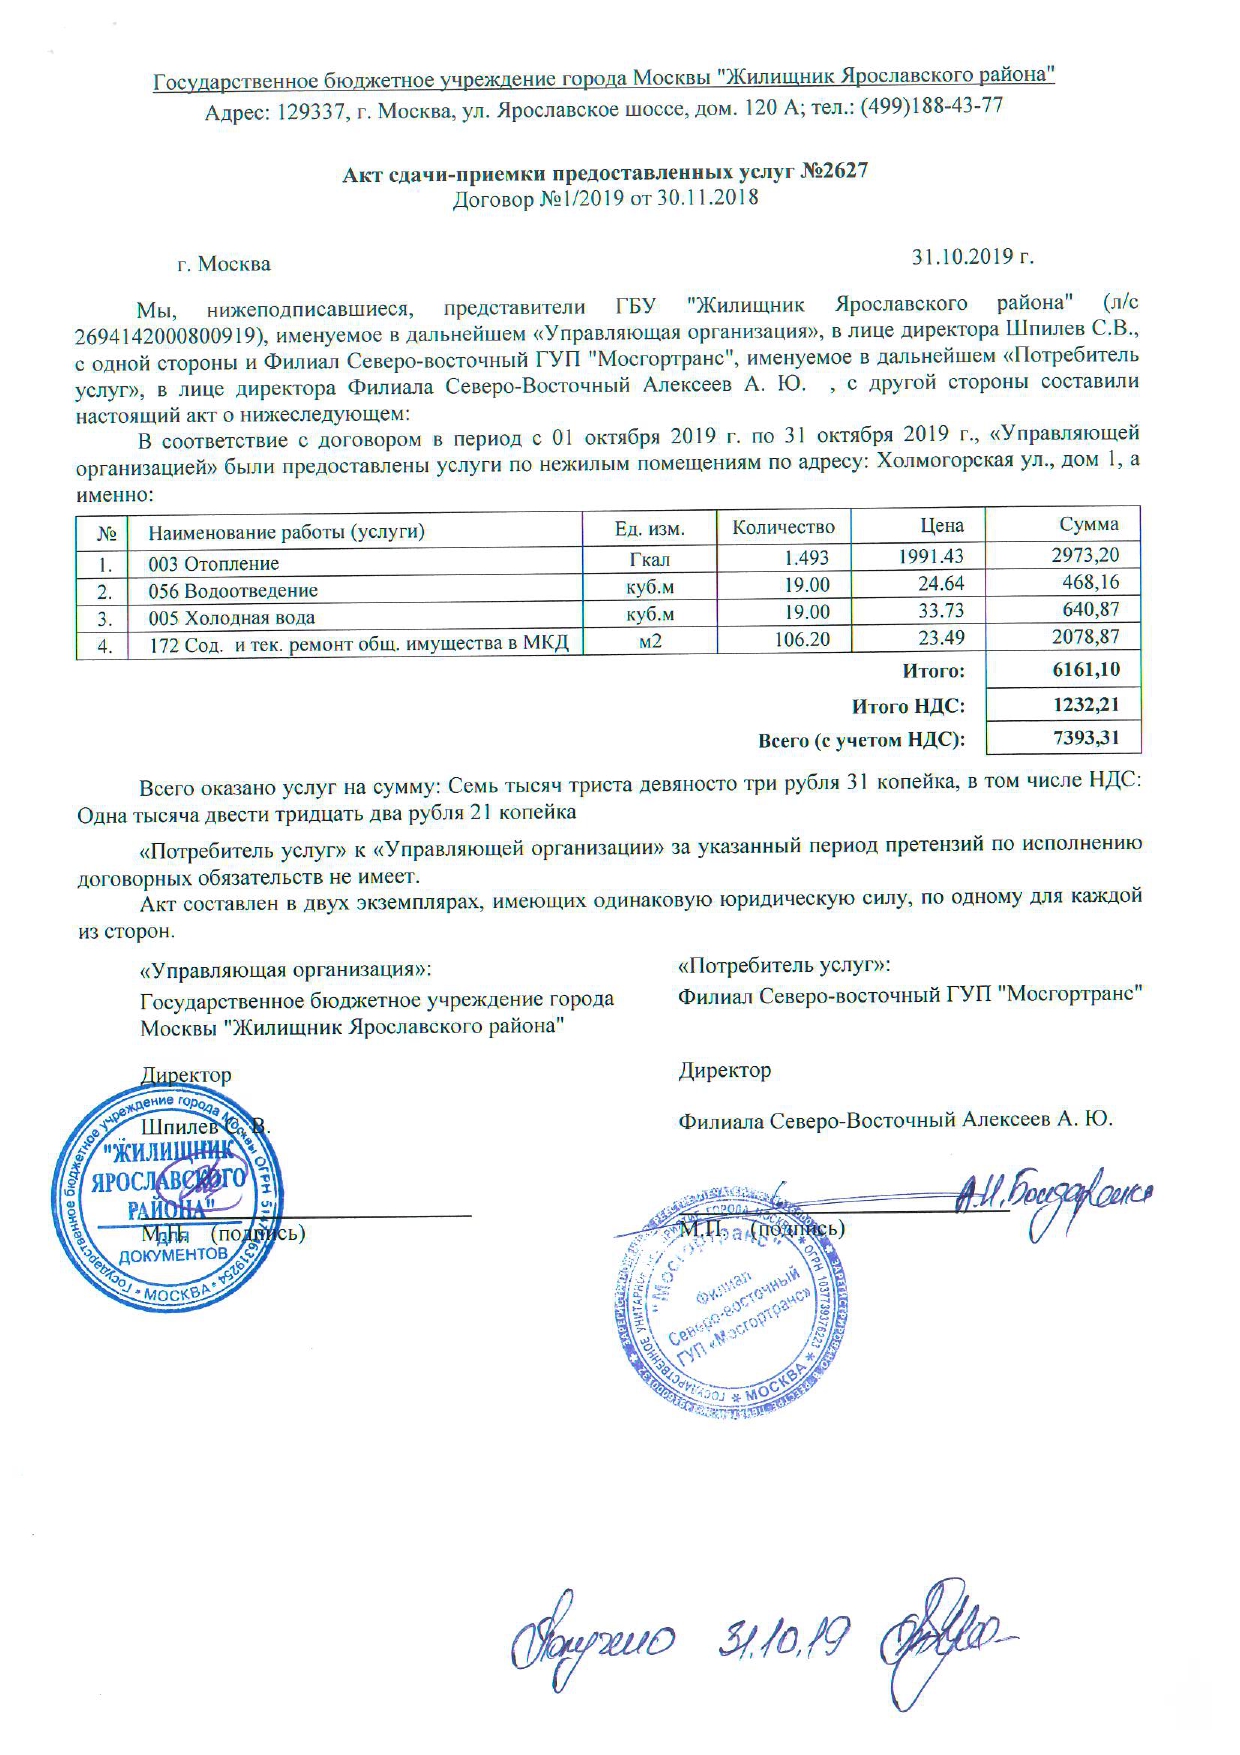 Государственное бюджетное учреждение города Москвы "Жилищник Ярославского района"
Адрес: 129337, г. Москва, ул. Ярославское шоссе, дом. 120 А; тел.: (499)188-43-77
Акт сдачи-приемки предоставленных услуг №2627
Договор №1/2019 от 30.11.2018
г. Москва 31.10.2019 г.
Мы, нижеподписавшиеся, представители ГБУ "Жилищник Ярославского района" (л/с
2694142000800919), именуемое в дальнейшем «Управляющая организация», в лице директора Шпилев С.В.,
с одной стороны и Филиал Северо-восточный ГУП "Мосгортранс", именуемое в дальнейшем «Потребитель
услуг», в лице директора Филиала Северо-Восточный Алексеев А. Ю. , с другой стороны составили
настоящий акт о нижеследующем:
В соответствие с договором в период с 01 октября 2019 г. по 31 октября 2019 г., «Управляющей
организацией» были предоставлены услуги по нежилым помещениям по адресу: Холмогорская ул., дом 1, а
именно:
№ Наименование работы (услуги) Ед. изм. Количество Цена Сумма
1. 003 Отопление Гкал 1.493 1991.43 2973,20
2. 056 Водоотведение куб.м 19.00 24.64 468,16
3. 005 Холодная вода куб.м 19.00 33.73 640,87
4. 172 Сод. и тек. ремонт общ. имущества в МКД м2 106.20 23.49 2078,87
Итого: 6161,10
Итого НДС: 1232,21
Всего (с учетом НДС): 7393,31
Всего оказано услуг на сумму: Семь тысяч триста девяносто три рубля 31 копейка, в том числе НДС:
Одна тысяча двести тридцать два рубля 21 копейка
«Потребитель услуг» к «Управляющей организации» за указанный период претензий по исполнению
договорных обязательств не имеет.
Акт составлен в двух экземплярах, имеющих одинаковую юридическую силу, по одному для каждой
из сторон.
«Управляющая организация»: «Потребитель услуг»:
Государственное бюджетное учреждение города Филиал Северо-восточный ГУП "Мосгортранс"
Москвы "Жилищник Ярославского района"
Директор Директор
Шпилев С. В. Филиала Северо-Восточный Алексеев А. Ю.
А.И. Бондаренко
М.П. (подпись) М.П. (подпись)
Государственное бюджетное учреждение города Москвы ОГРН
"ЖИЛИЩНИК
ЯРОСЛАВСКОГО
РАЙОНА"
ДЛЯ
ДОКУМЕНТОВ
МОСКВА
ГОСУДАРСТВЕННОЕ УНИТАРНОЕ ГОРОДА МОСКВЫ ОГРН 1037739376223
"Мосгортранс"
Филиал
Северо-восточный
ГУП «Мосгортранс»
МОСКВА
Получено 31.10.19